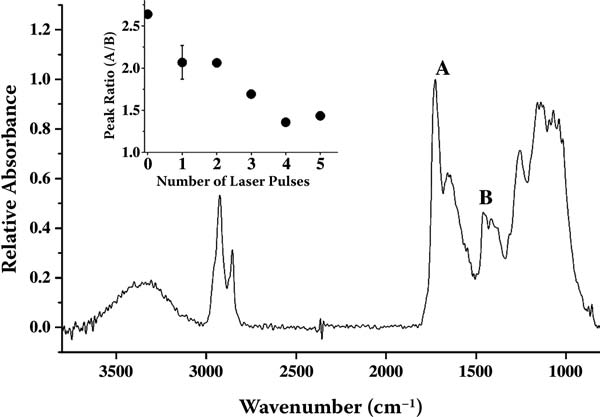 2.5
2.0
1.5
1.0
Peak Ratio (A/B)
0 1 2 3 4 5
Number of Laser Pulses
A
B
1.2
1.0
0.8
0.6
0.4
0.2
0.0
Relative Absorbance
3500 3000 2500 2000 1500 1000
Wavenumber (cm⁻¹)